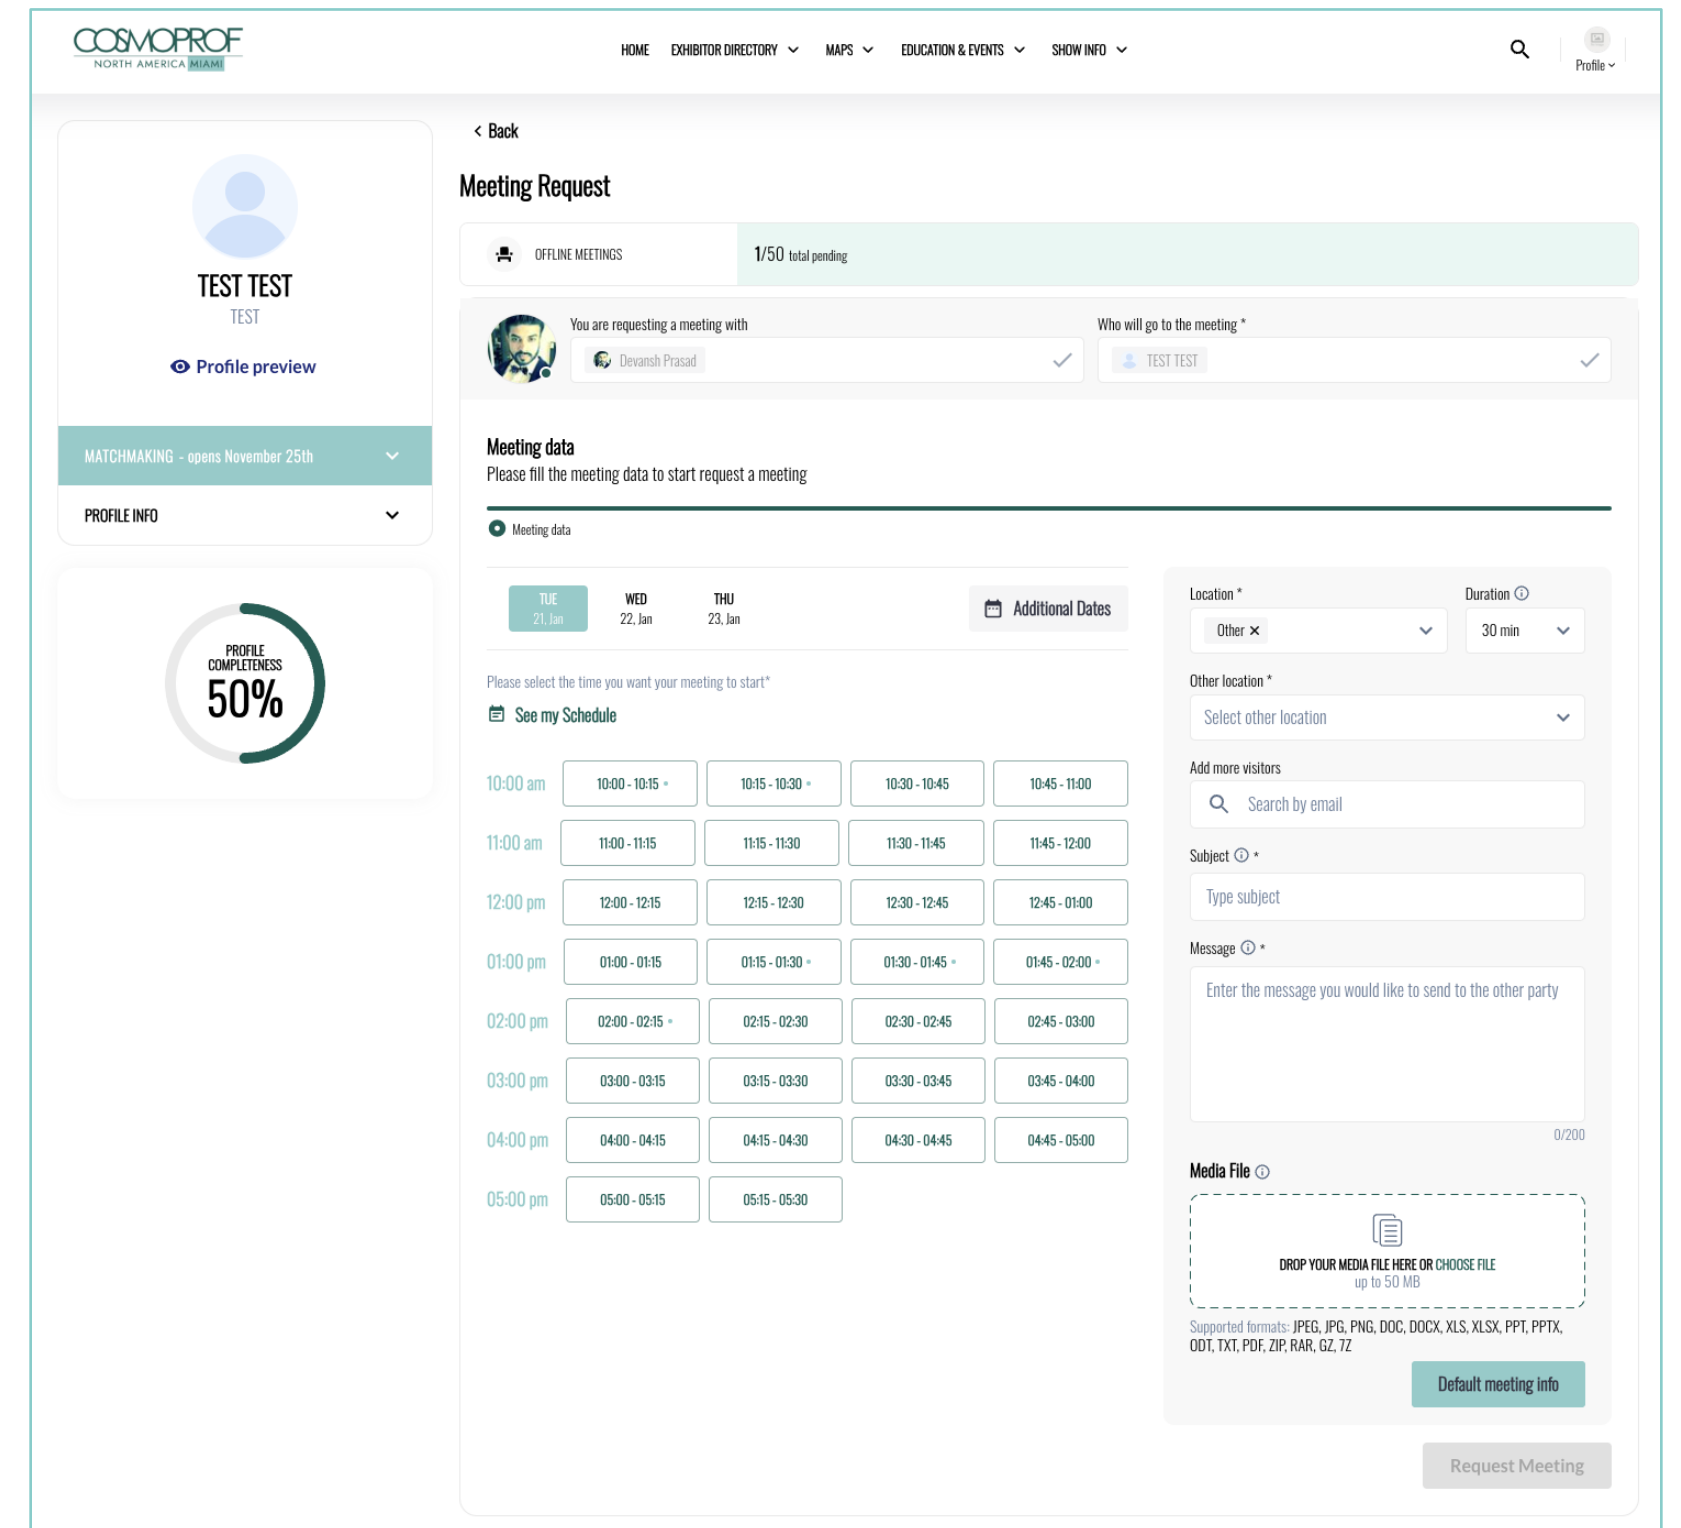 COSMOPROF
NORTH AMERICA MIAMI
HOME
EXHIBITOR DIRECTORY
MAPS
EDUCATION & EVENTS
SHOW INFO
Profile
TEST TEST
TEST
Profile preview
MATCHMAKING - opens November 25th
PROFILE INFO
PROFILE
COMPLETENESS
50%
Back
Meeting Request
OFFLINE MEETINGS
1/50 total pending
You are requesting a meeting with
Devansh Prasad
Who will go to the meeting *
TEST TEST
Meeting data
Please fill the meeting data to start request a meeting
Meeting data
TUE
21, Jan
WED
22, Jan
THU
23, Jan
Additional Dates
Please select the time you want your meeting to start*
See my Schedule
10:00 am 10:00 - 10:15 10:15 - 10:30 10:30 - 10:45 10:45 - 11:00
11:00 am 11:00 - 11:15 11:15 - 11:30 11:30 - 11:45 11:45 - 12:00
12:00 pm 12:00 - 12:15 12:15 - 12:30 12:30 - 12:45 12:45 - 01:00
01:00 pm 01:00 - 01:15 01:15 - 01:30 01:30 - 01:45 01:45 - 02:00
02:00 pm 02:00 - 02:15 02:15 - 02:30 02:30 - 02:45 02:45 - 03:00
03:00 pm 03:00 - 03:15 03:15 - 03:30 03:30 - 03:45 03:45 - 04:00
04:00 pm 04:00 - 04:15 04:15 - 04:30 04:30 - 04:45 04:45 - 05:00
05:00 pm 05:00 - 05:15 05:15 - 05:30
Location *
Other
Duration
30 min
Other location *
Select other location
Add more visitors
Search by email
Subject *
Type subject
Message *
Enter the message you would like to send to the other party
0/200
Media File
DROP YOUR MEDIA FILE HERE OR CHOOSE FILE
up to 50 MB
Supported formats: JPEG, JPG, PNG, DOC, DOCX, XLS, XLSX, PPT, PPTX,
ODT, TXT, PDF, ZIP, RAR, GZ, 7Z
Default meeting info
Request Meeting